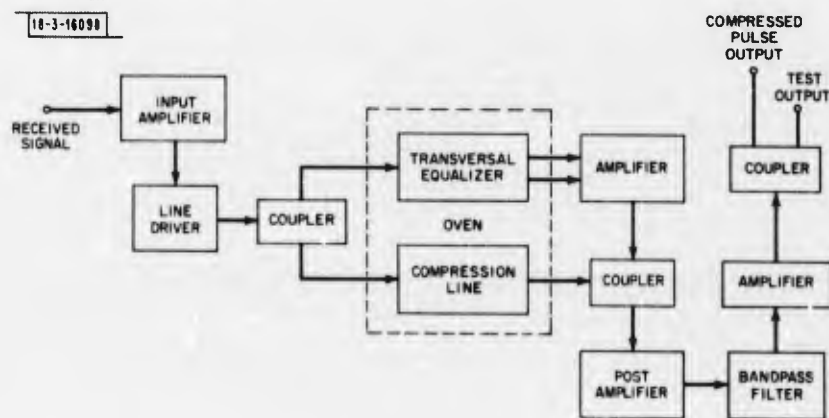 18-3-16098
COMPRESSED
PULSE
OUTPUT
TEST
OUTPUT
INPUT
AMPLIFIER
RECEIVED
SIGNAL
TRANSVERSAL
EQUALIZER
AMPLIFIER
COUPLER
LINE
DRIVER
COUPLER
OVEN
COMPRESSION
LINE
COUPLER
AMPLIFIER
POST
AMPLIFIER
BANDPASS
FILTER